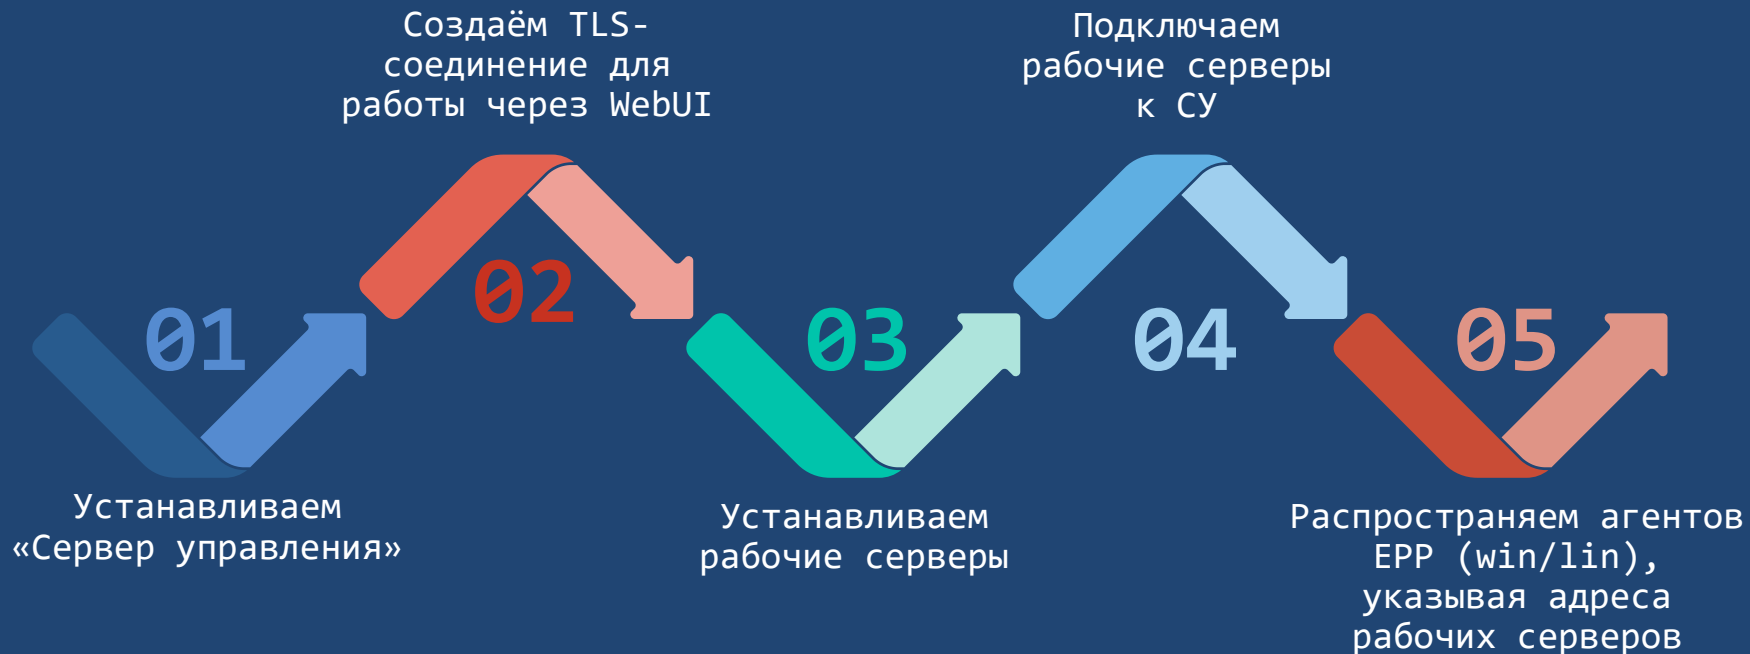 01
Устанавливаем
«Сервер управления»
Создаём TLS-
соединение для
работы через WebUI
02
03
Устанавливаем
рабочие серверы
Подключаем
рабочие серверы
к СУ
04
05
Распространяем агентов
EPP (win/lin),
указывая адреса
рабочих серверов